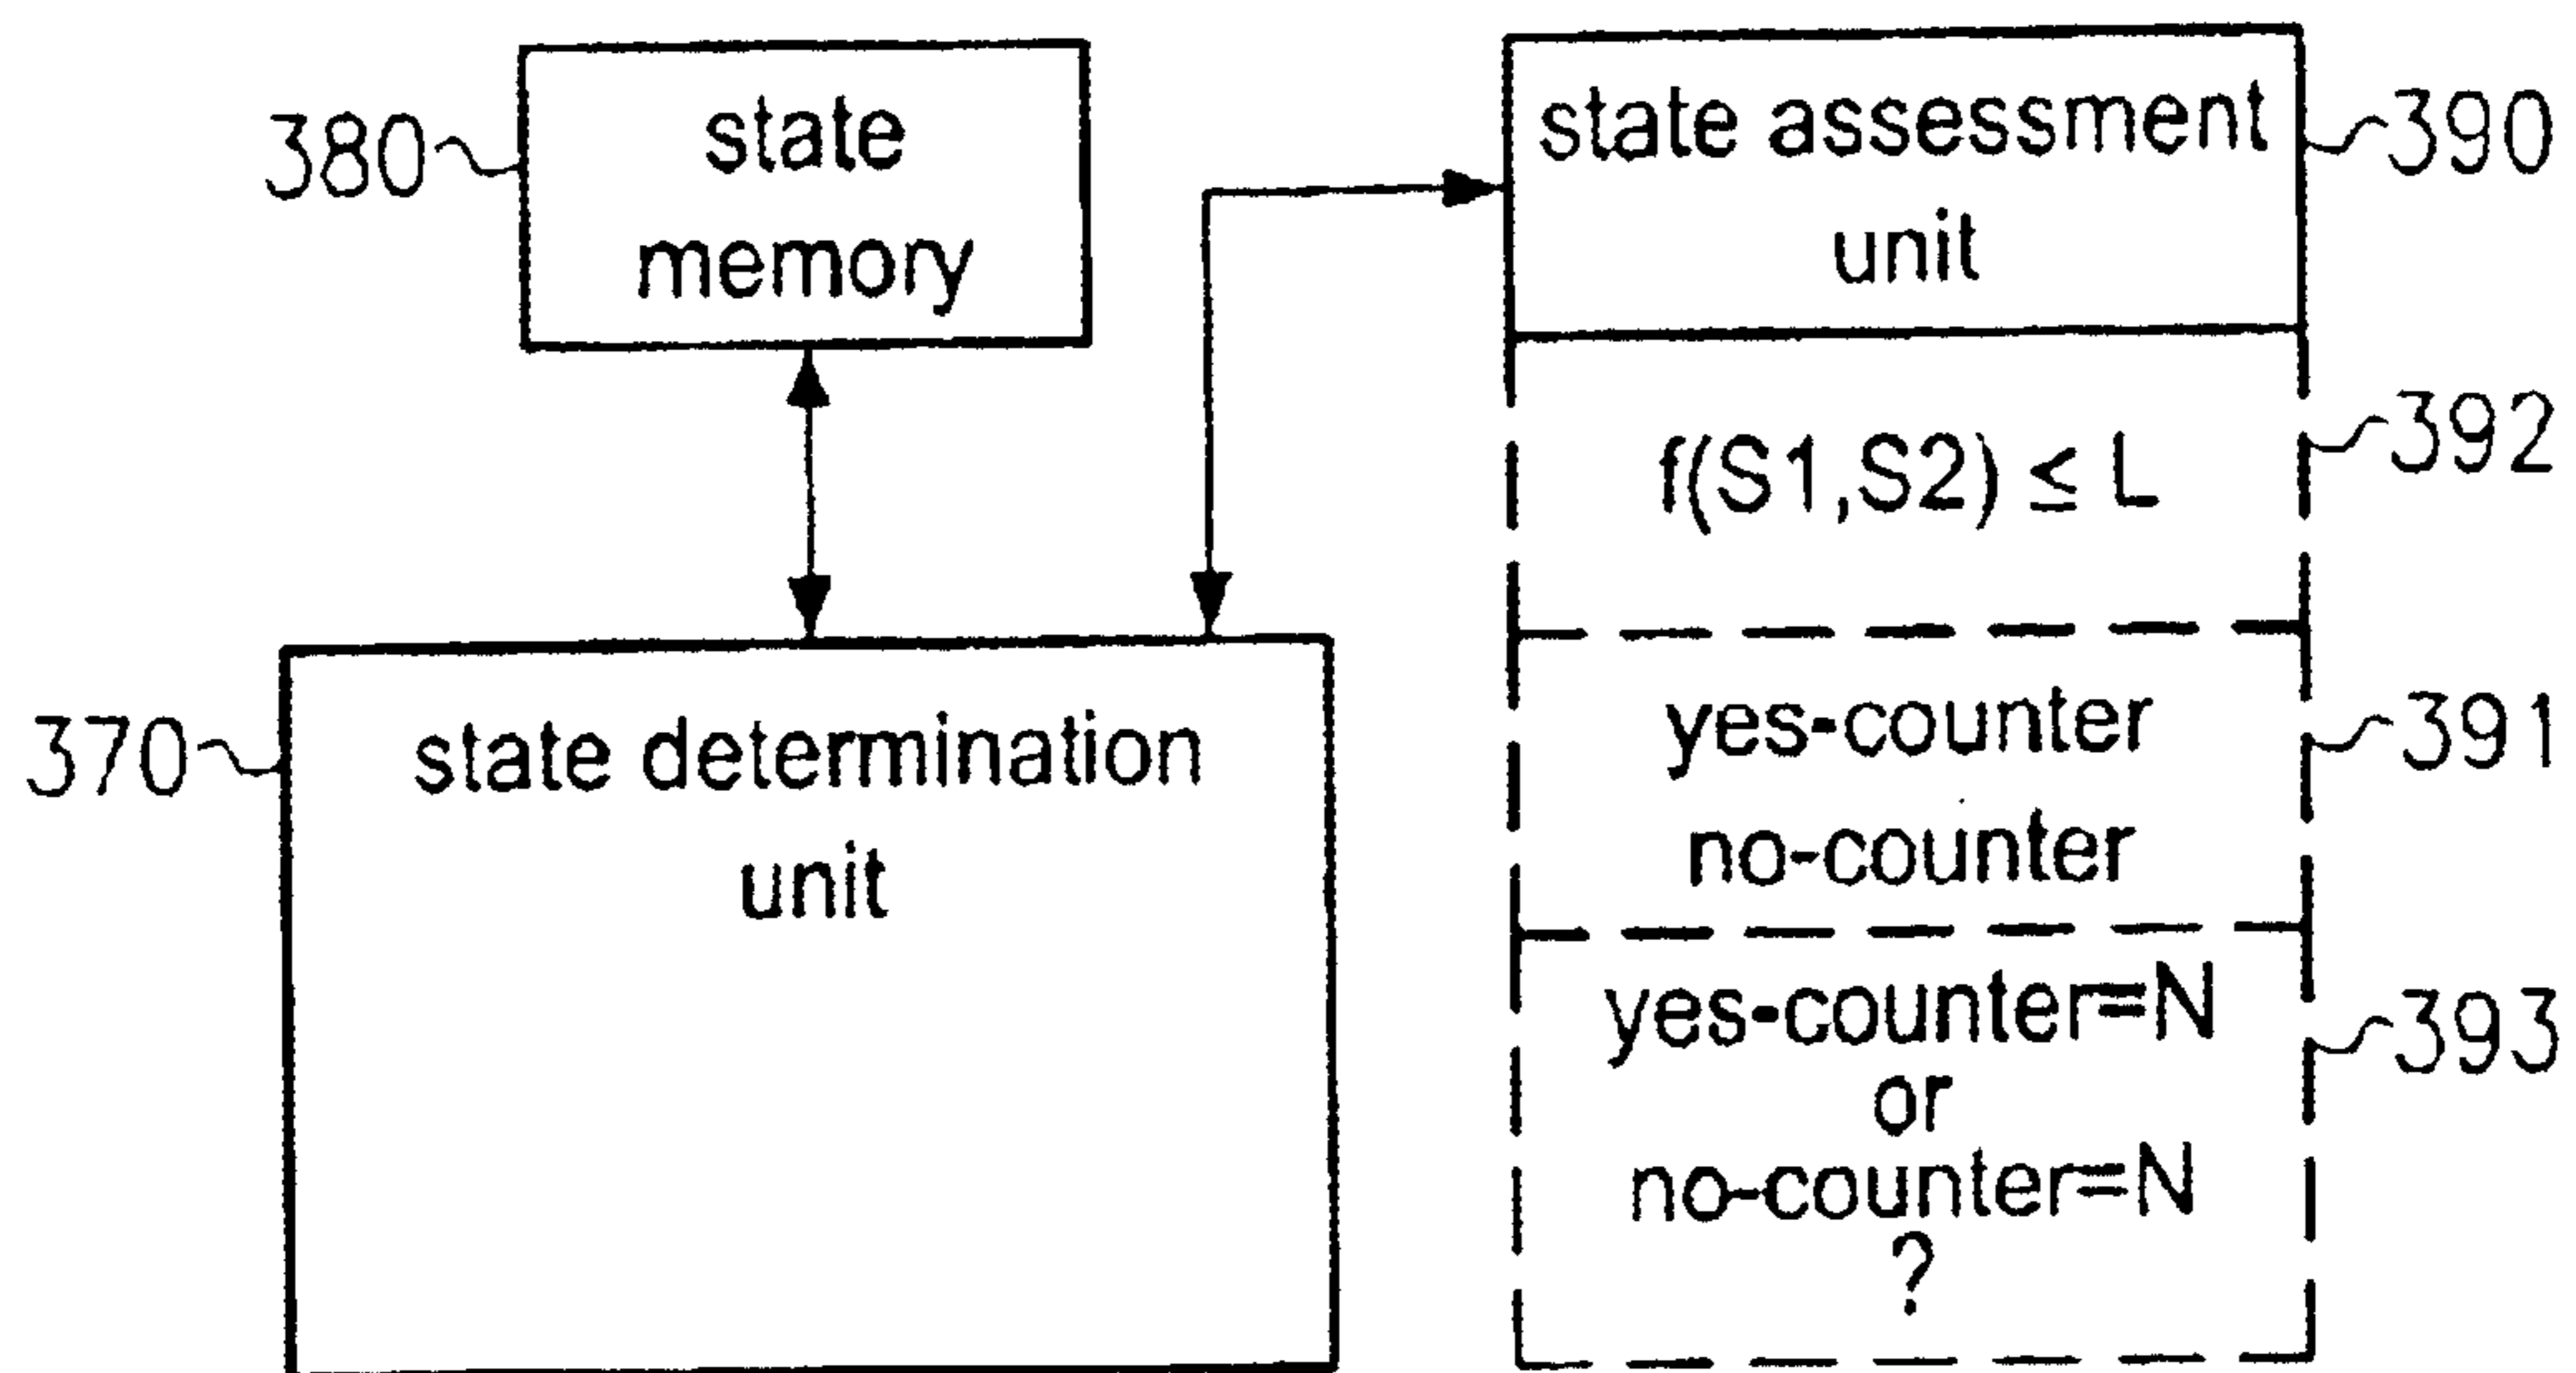 380
state
memory
state assessment
unit
390
f(S1,S2) ≤ L
392
370
state determination
unit
yes-counter
no-counter
391
yes-counter=N
or
no-counter=N
?
393